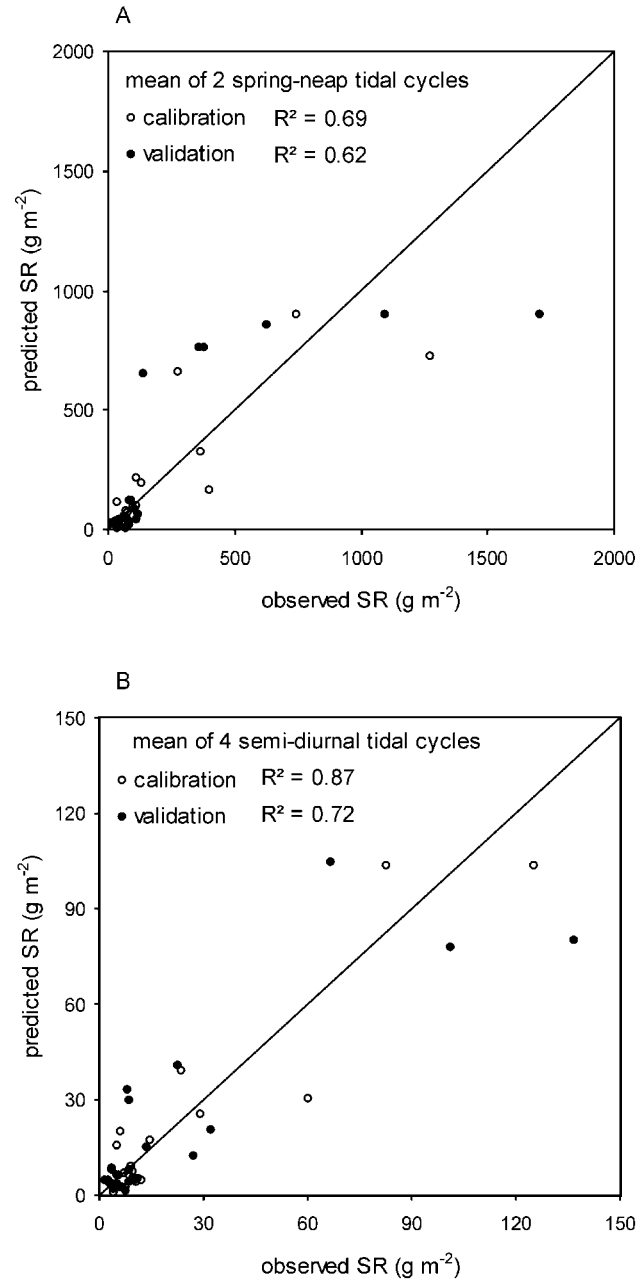 A
mean of 2 spring-neap tidal cycles
calibration R² = 0.69
validation R² = 0.62
2000
1500
1000
500
0
predicted SR (g m⁻²)
0 500 1000 1500 2000
observed SR (g m⁻²)
B
mean of 4 semi-diurnal tidal cycles
calibration R² = 0.87
validation R² = 0.72
150
120
90
60
30
0
predicted SR (g m⁻²)
0 30 60 90 120 150
observed SR (g m⁻²)